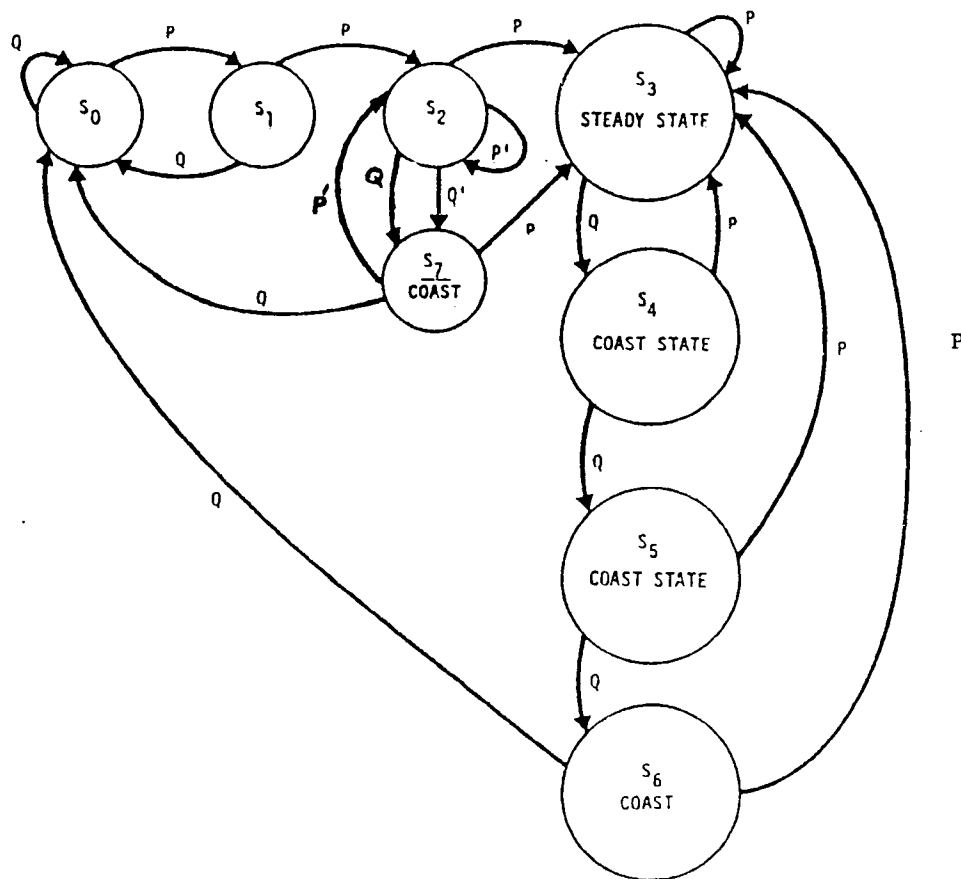 Q
P
P
P
P
S0
S1
S2
S3
STEADY STATE
Q
P'
P'
Q
Q'
P
Q
P
S7
COAST
Q
S4
COAST STATE
P
P
Q
Q
S5
COAST STATE
Q
S6
COAST